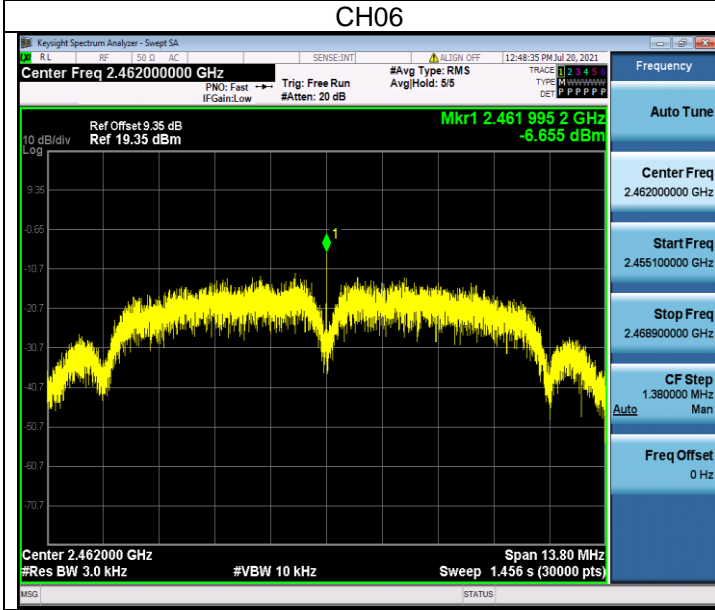 CH06
Keysight Spectrum Analyzer - Swept SA
RL RF 50 Ω AC SENSE:INT ALIGN OFF 12:48:35 PM Jul 20, 2021
Center Freq 2.462000000 GHz
PNO: Fast
IFGain:Low
Trig: Free Run
#Atten: 20 dB
#Avg Type: RMS
Avg|Hold: 5/5
TRACE 1 2 3 4 5 6
TYPE M WWWWW
DET P P P P P P
Mkr1 2.461 995 2 GHz
-6.655 dBm
Ref Offset 9.35 dB
10 dB/div Ref 19.35 dBm
Log
9.35
-0.65
1
-10.7
-20.7
-30.7
-40.7
-50.7
-60.7
-70.7
Center 2.462000 GHz Span 13.80 MHz
#Res BW 3.0 kHz #VBW 10 kHz Sweep 1.456 s (30000 pts)
MSG STATUS
Frequency
Auto Tune
Center Freq
2.462000000 GHz
Start Freq
2.455100000 GHz
Stop Freq
2.468900000 GHz
CF Step
1.380000 MHz
Auto Man
Freq Offset
0 Hz